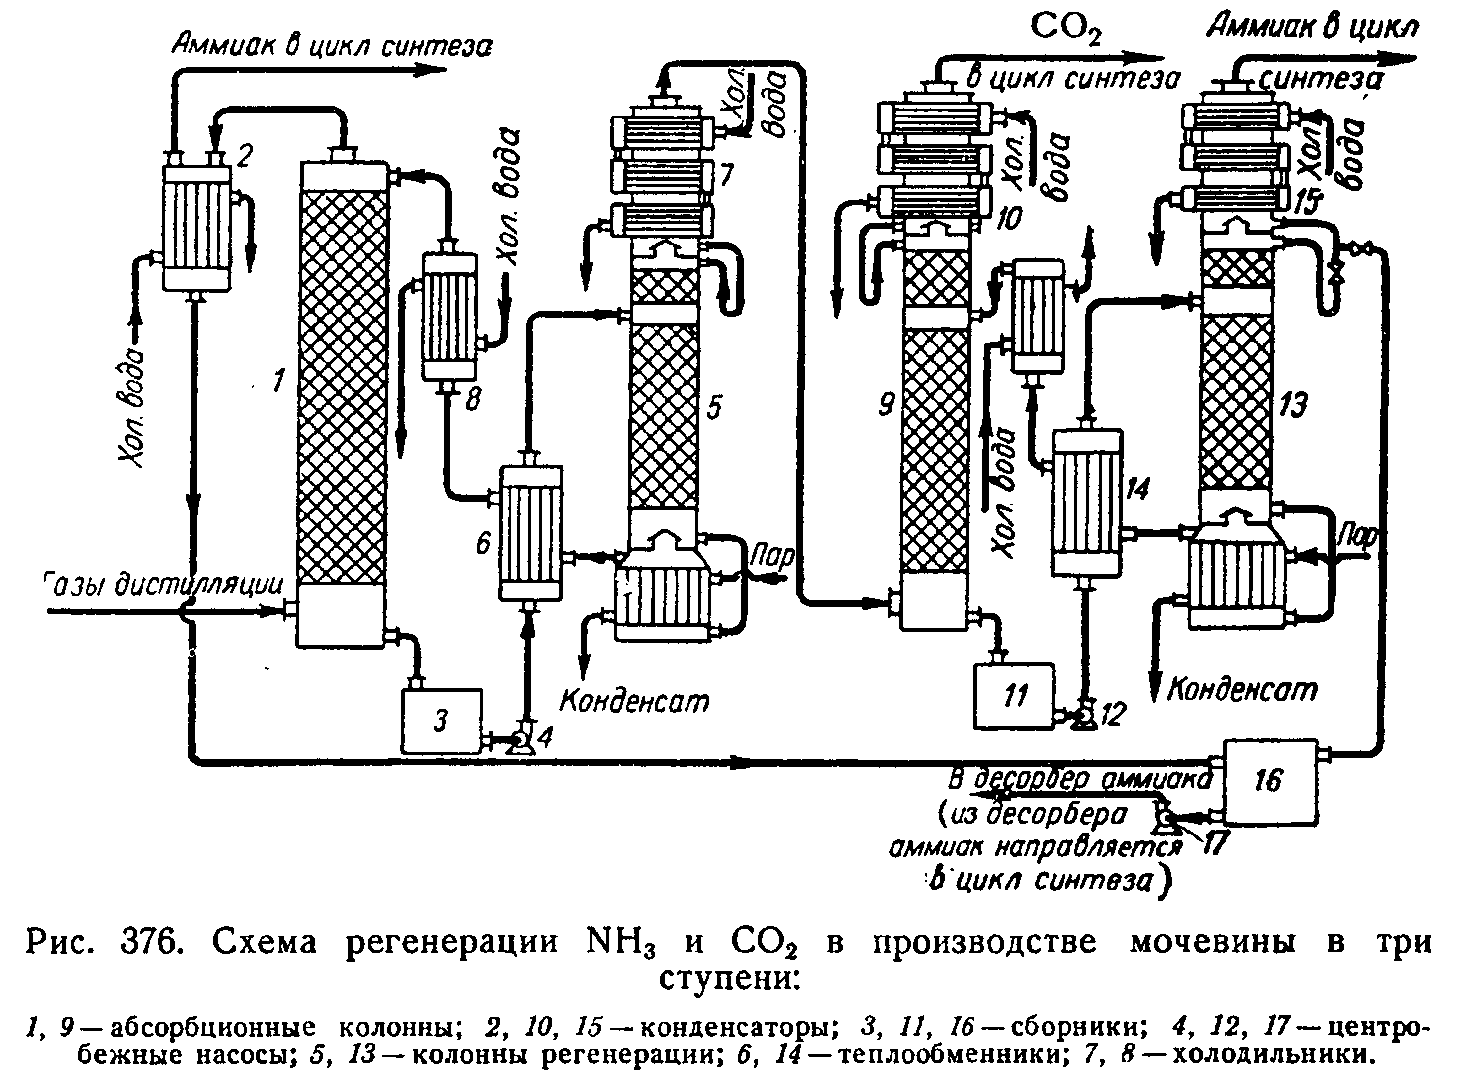 Аммиак в цикл синтеза
CO₂
в цикл синтеза
Аммиак в цикл
синтеза
Хол.
вода
Хол.
вода
Хол.
вода
2
Хол. вода
7
10
15
Хол. вода
1
8
5
9
13
Хол. вода
14
6
Пар
Пар
Газы дистилляции
Конденсат
Конденсат
3
4
11
12
16
В десорбер аммиака
(из десорбера
аммиак направляется
в цикл синтеза)
17
Рис. 376. Схема регенерации NH₃ и CO₂ в производстве мочевины в три
ступени:
1, 9 — абсорбционные колонны; 2, 10, 15 — конденсаторы; 3, 11, 16 — сборники; 4, 12, 17 — центро-
бежные насосы; 5, 13 — колонны регенерации; 6, 14 — теплообменники; 7, 8 — холодильники.